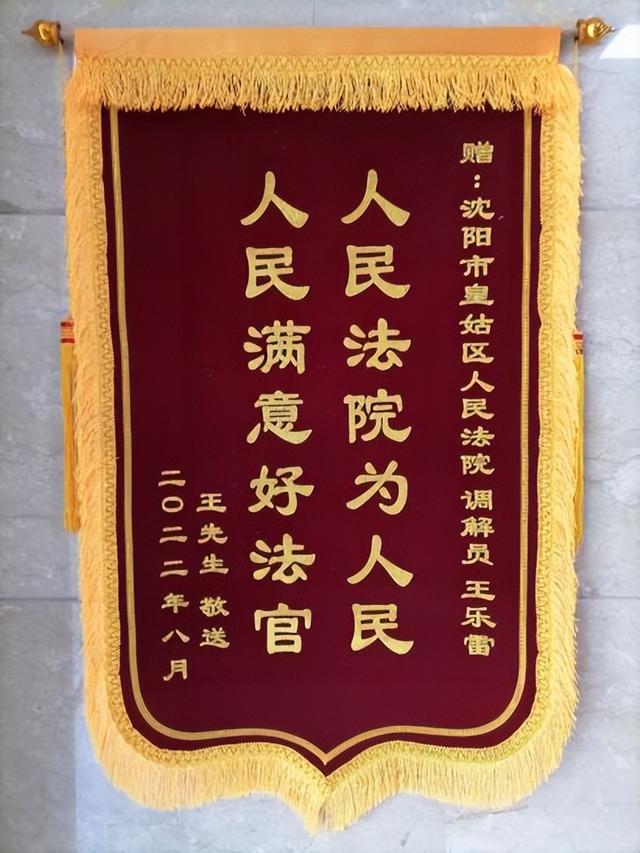 赠：沈阳市皇姑区人民法院 调解员 王乐雷
人民法院为人民
人民满意好法官
王先生 敬送
二〇二二年八月